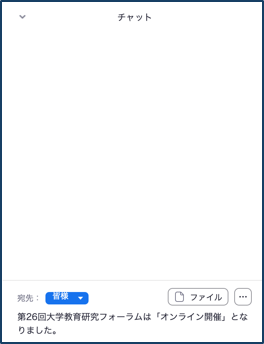 チャット
宛先： 皆様 ファイル ...
第26回大学教育研究フォーラムは「オンライン開催」とな
りました。